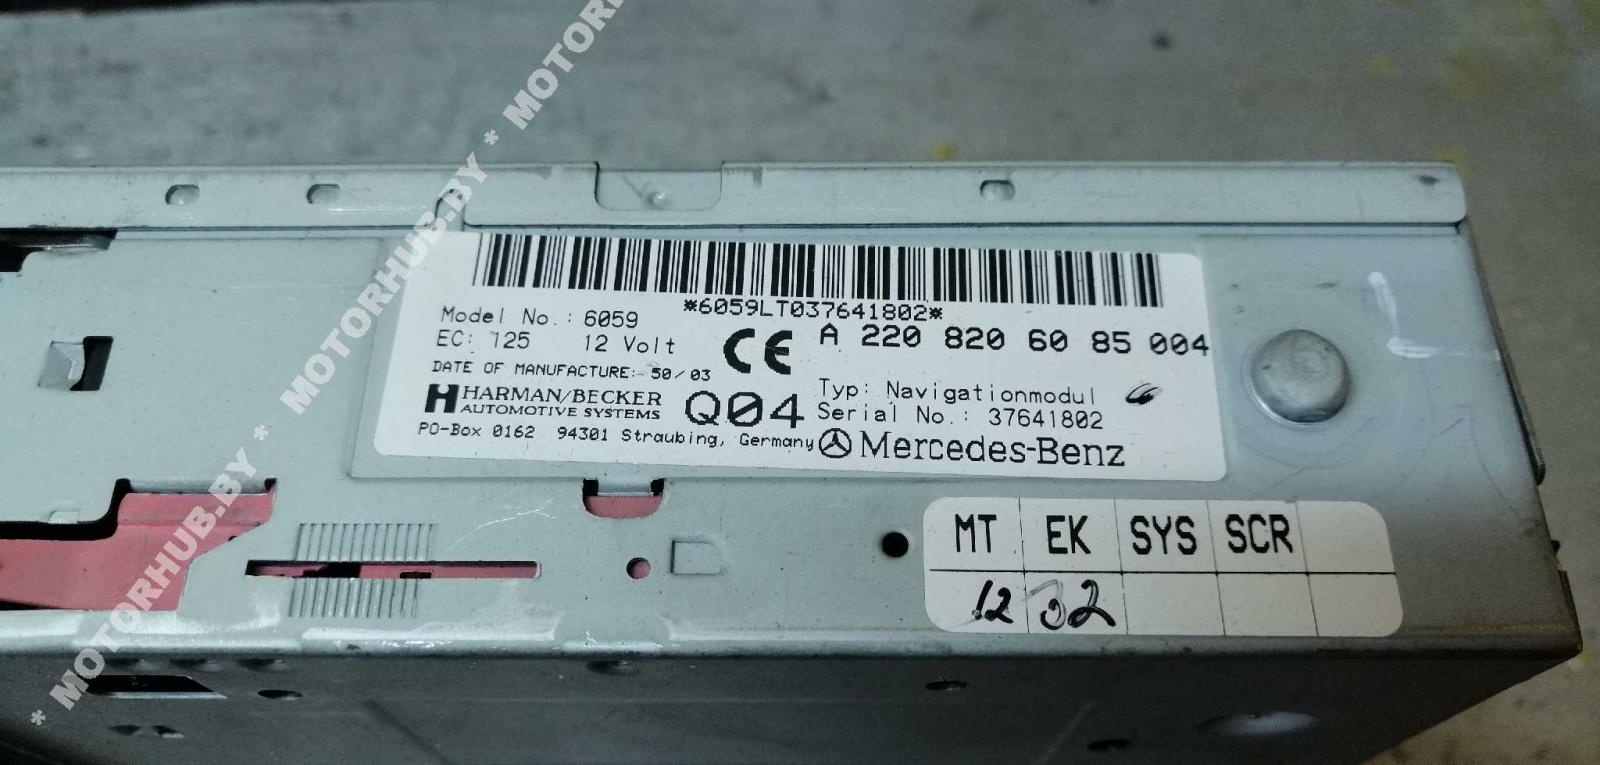 *6059LT037641802*
Model No.: 6059
EC: 125 12 Volt
CE A 220 820 60 85 004
DATE OF MANUFACTURE: 50/03
HARMAN/BECKER
AUTOMOTIVE SYSTEMS
Q04
Typ: Navigationmodul
Serial No.: 37641802
PO-Box 0162 94301 Straubing, Germany
Mercedes-Benz
MT EK SYS SCR
12 02
* MOTORHUB.BY * MOTORHUB.BY * MOTOR